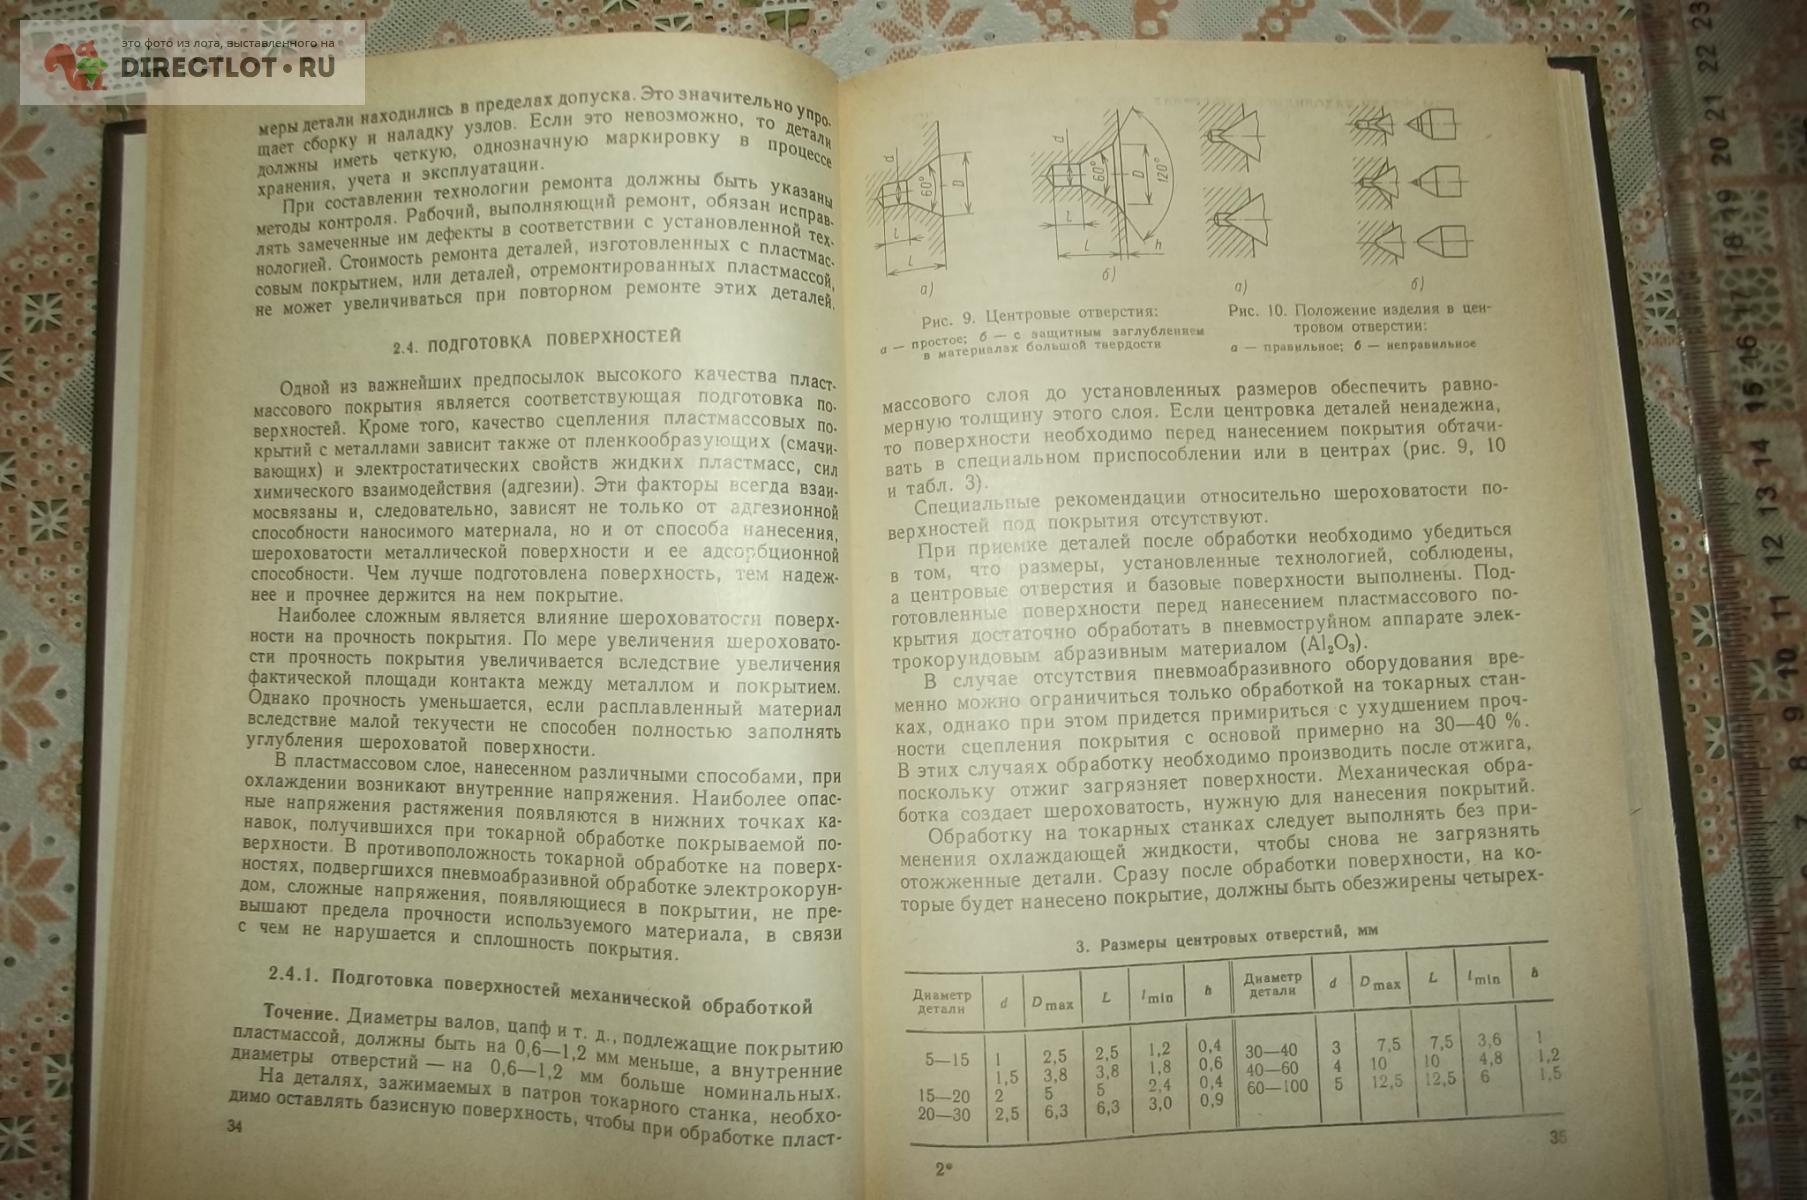 это фото из лота, выставленного на
DIRECTLOT.RU
меры детали находились в пределах допуска. Это значительно упро-
щает сборку и наладку узлов. Если это невозможно, то детали
должны иметь четкую, однозначную маркировку в процессе
хранения, учета и эксплуатации.
При составлении технологии ремонта должны быть указаны
методы контроля. Рабочий, выполняющий ремонт, обязан исправ-
лять замеченные им дефекты в соответствии с установленной тех-
нологией. Стоимость ремонта деталей, изготовленных с пластмас-
совым покрытием, или деталей, отремонтированных пластмассой,
не может увеличиваться при повторном ремонте этих деталей.
2.4. ПОДГОТОВКА ПОВЕРХНОСТЕЙ
Одной из важнейших предпосылок высокого качества пласт-
массового покрытия является соответствующая подготовка по-
верхностей. Кроме того, качество сцепления пластмассовых по-
крытий с металлами зависит также от пленкообразующих (смачи-
вающих) и электростатических свойств жидких пластмасс, сил
химического взаимодействия (адгезии). Эти факторы всегда взаи-
мосвязаны и, следовательно, зависят не только от адгезионной
способности наносимого материала, но и от способа нанесения,
шероховатости металлической поверхности и ее адсорбционной
способности. Чем лучше подготовлена поверхность, тем надеж-
нее и прочнее держится на нем покрытие.
Наиболее сложным является влияние шероховатости поверх-
ности на прочность покрытия. По мере увеличения шероховато-
сти прочность покрытия увеличивается вследствие увеличения
фактической площади контакта между металлом и покрытием.
Однако прочность уменьшается, если расплавленный материал
вследствие малой текучести не способен полностью заполнять
углубления шероховатой поверхности.
В пластмассовом слое, нанесенном различными способами, при
охлаждении возникают внутренние напряжения. Наиболее опас-
ные напряжения растяжения появляются в нижних точках ка-
навок, получившихся при токарной обработке покрываемой по-
верхности. В противоположность токарной обработке на поверх-
ностях, подвергшихся пневмоабразивной обработке электрокорун-
дом, сложные напряжения, появляющиеся в покрытии, не пре-
вышают предела прочности используемого материала, в связи
с чем не нарушается и сплошность покрытия.
2.4.1. Подготовка поверхностей механической обработкой
Точение. Диаметры валов, цапф и т. д., подлежащие покрытию
пластмассой, должны быть на 0,6—1,2 мм меньше, а внутренние
диаметры отверстий — на 0,6—1,2 мм больше номинальных.
На деталях, зажимаемых в патрон токарного станка, необхо-
димо оставлять базисную поверхность, чтобы при обработке пласт-
34
d 60° D l L
d 60° D 120° l L h
а) б) а) б)
Рис. 9. Центровые отверстия:
а — простое; б — с защитным заглублением
в материалах большой твердости
Рис. 10. Положение изделия в цен-
тровом отверстии:
а — правильное; б — неправильное
массового слоя до установленных размеров обеспечить равно-
мерную толщину этого слоя. Если центровка деталей ненадежна,
то поверхности необходимо перед нанесением покрытия обтачи-
вать в специальном приспособлении или в центрах (рис. 9, 10
и табл. 3).
Специальные рекомендации относительно шероховатости по-
верхностей под покрытия отсутствуют.
При приемке деталей после обработки необходимо убедиться
в том, что размеры, установленные технологией, соблюдены,
а центровые отверстия и базовые поверхности выполнены. Под-
готовленные поверхности перед нанесением пластмассового по-
крытия достаточно обработать в пневмоструйном аппарате элек-
трокорундовым абразивным материалом (Al₂O₃).
В случае отсутствия пневмоабразивного оборудования вре-
менно можно ограничиться только обработкой на токарных стан-
ках, однако при этом придется примириться с ухудшением проч-
ности сцепления покрытия с основой примерно на 30—40 %.
В этих случаях обработку необходимо производить после отжига,
поскольку отжиг загрязняет поверхности. Механическая обра-
ботка создает шероховатость, нужную для нанесения покрытий.
Обработку на токарных станках следует выполнять без при-
менения охлаждающей жидкости, чтобы снова не загрязнять
отожженные детали. Сразу после обработки поверхности, на ко-
торые будет нанесено покрытие, должны быть обезжирены четырех-
3. Размеры центровых отверстий, мм
Диаметр детали d D max L l min h Диаметр детали d D max L l min h
5—15 1 2,5 2,5 1,2 0,4 30—40 3 7,5 7,5 3,6 1
1,5 3,8 3,8 1,8 0,6 40—60 4 10 10 4,8 1,2
15—20 2 5 5 2,4 0,4 60—100 5 12,5 12,5 6 1,5
20—30 2,5 6,3 6,3 3,0 0,9
2*
35
7 8 9 10 11 12 13 14 15 16 17 18 19 20 21 22 23